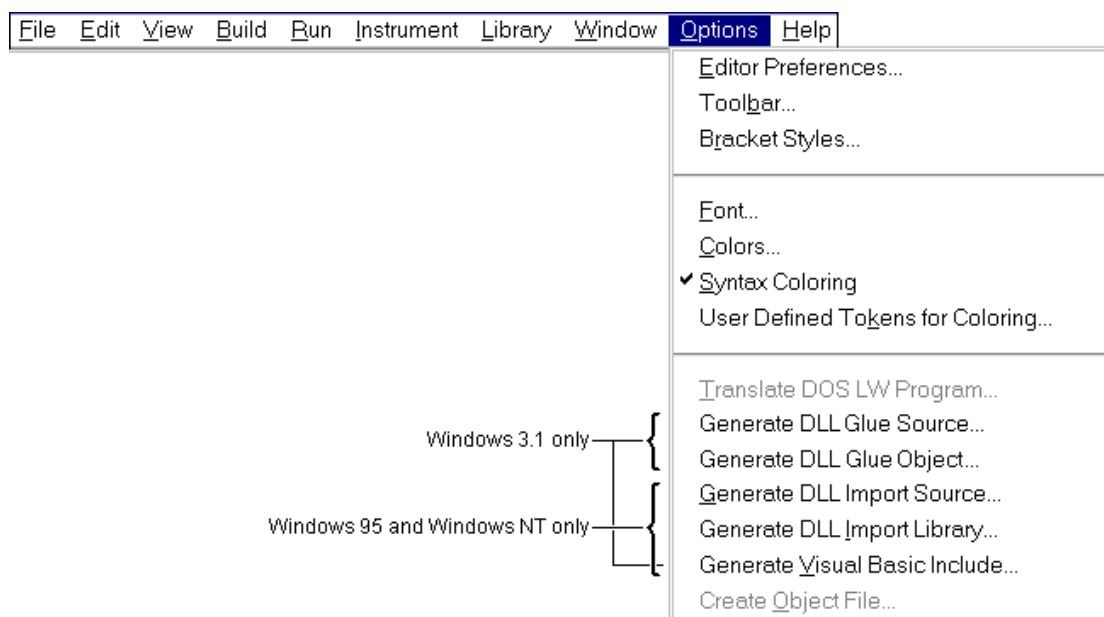 File Edit View Build Run Instrument Library Window Options Help
Editor Preferences...
Toolbar...
Bracket Styles...
Font...
Colors...
Syntax Coloring
User Defined Tokens for Coloring...
Translate DOS LW Program...
Generate DLL Glue Source...
Windows 3.1 only
Generate DLL Glue Object...
Generate DLL Import Source...
Windows 95 and Windows NT only
Generate DLL Import Library...
Generate Visual Basic Include...
Create Object File...